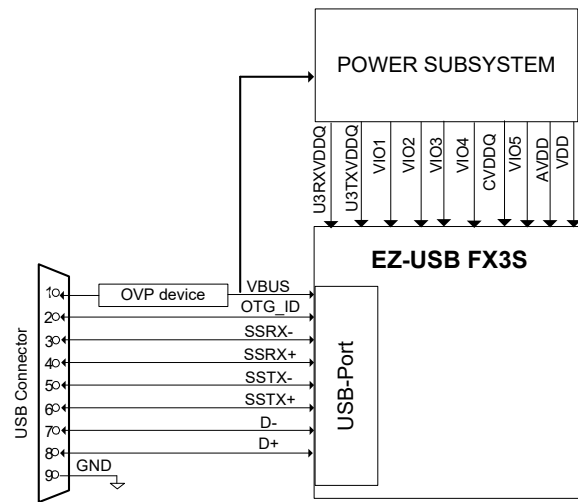 POWER SUBSYSTEM
U3RXVDDQ
U3TXVDDQ
VIO1
VIO2
VIO3
VIO4
CVDDQ
VIO5
AVDD
VDD
EZ-USB FX3S
USB-Port
USB Connector
1
OVP device
VBUS
2
OTG_ID
3
SSRX-
4
SSRX+
5
SSTX-
6
SSTX+
7
D-
8
D+
9
GND